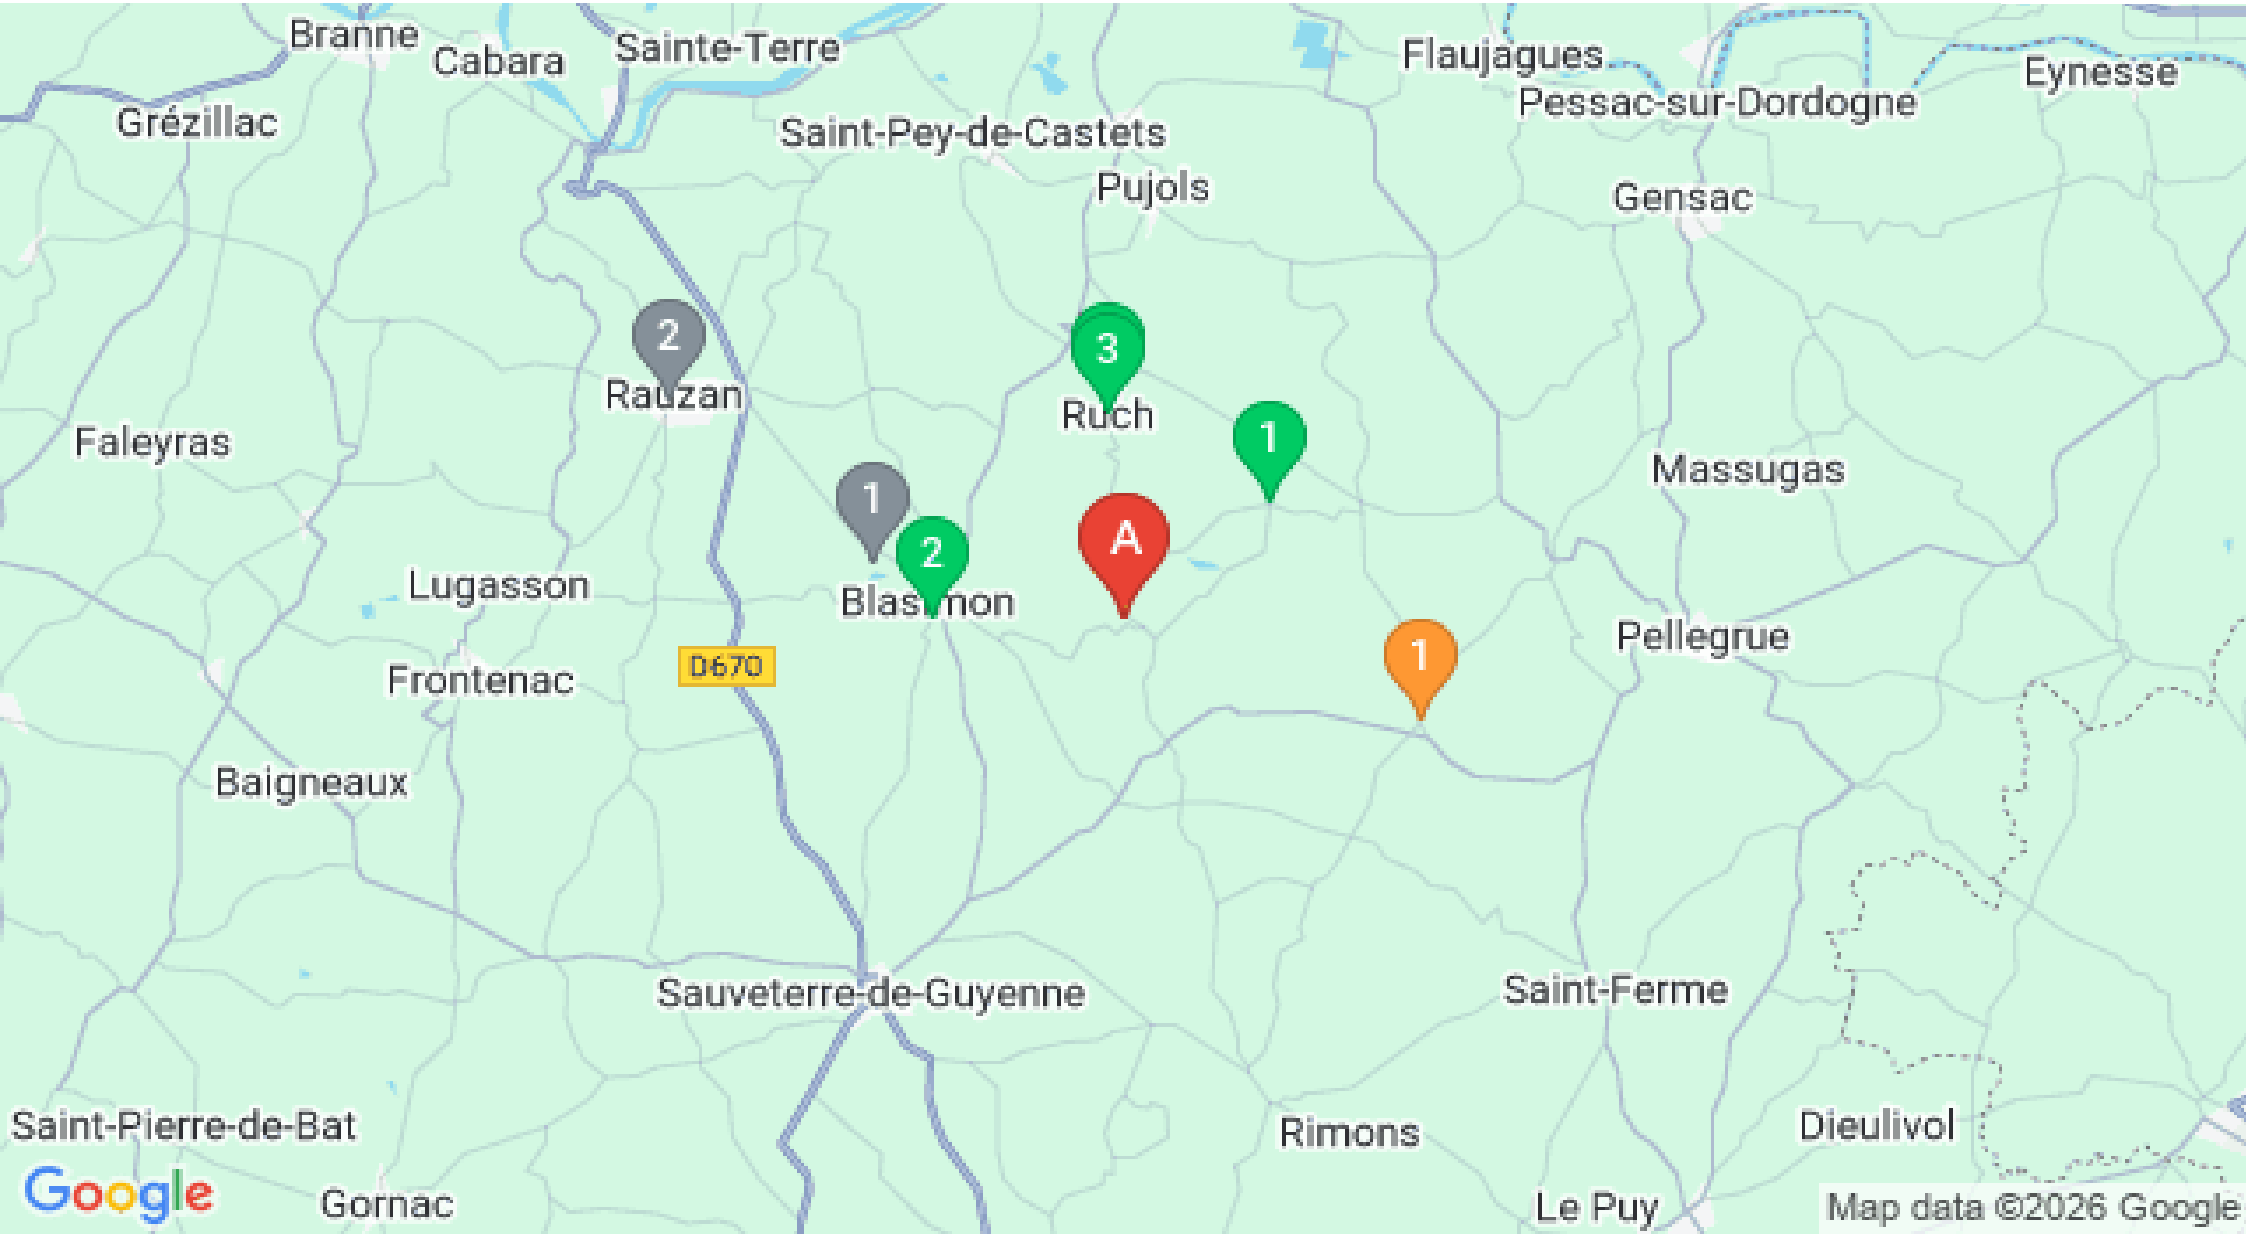 Branne
Cabara
Sainte-Terre
Flaujagues
Eynesse
Pessac-sur-Dordogne
Grézillac
Saint-Pey-de-Castets
Pujols
Gensac
2
3
Rauzan
Ruch
1
Faleyras
Massugas
1
A
2
Lugasson
Blasimon
Pellegrue
1
D670
Frontenac
Baigneaux
Sauveterre-de-Guyenne
Saint-Ferme
Saint-Pierre-de-Bat
Rimons
Dieulivol
Google
Gornac
Le Puy
Map data ©2026 Google